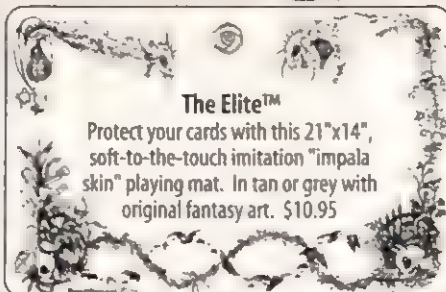 The Elite™
Protect your cards with this 21"x14",
soft-to-the-touch imitation "impala
skin" playing mat. In tan or grey with
original fantasy art. $10.95